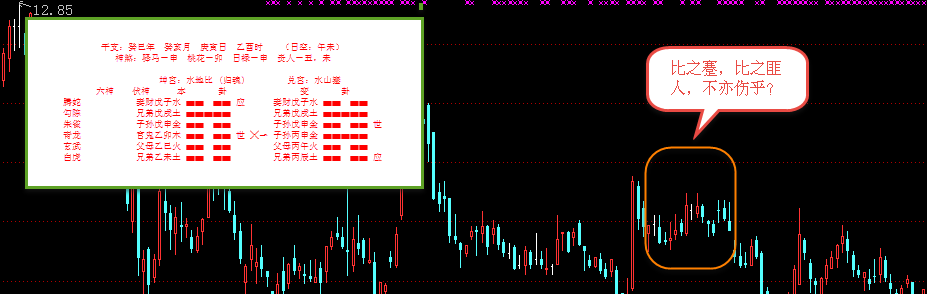 12.85
干支：癸巳年 癸亥月 庚寅日 乙酉时 （日空：午未）
神煞：驿马－申 桃花－卯 日禄－申 贵人－丑，未
坤宫：水地比（归魂） 兑宫：水山蹇
六神 伏神 本 卦 变 卦
腾蛇 妻财戊子水 应 妻财戊子水
勾陈 兄弟戊戌土 兄弟戊戌土
朱雀 子孙戊申金 子孙戊申金 世
青龙 官鬼乙卯木 世 ╳→ 子孙丙申金
玄武 父母乙巳火 父母丙午火
白虎 兄弟乙未土 兄弟丙辰土 应
比之蹇，比之匪
人，不亦伤乎？